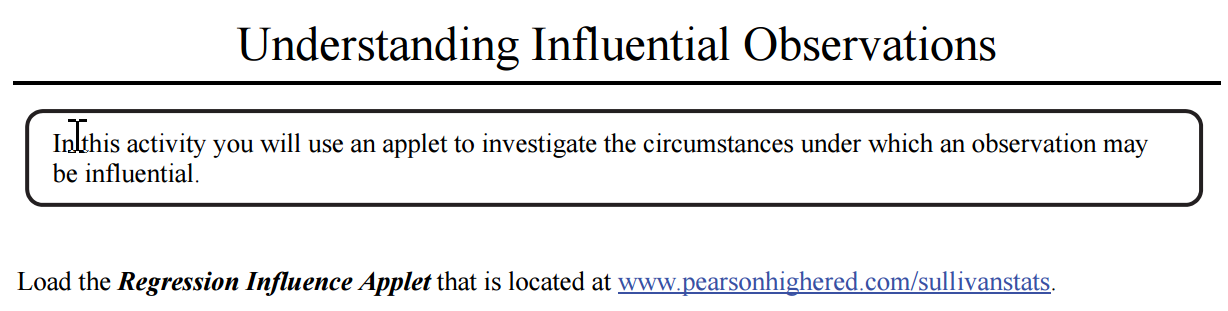 Understanding Influential Observations
In this activity you will use an applet to investigate the circumstances under which an observation may
be influential.
Load the Regression Influence Applet that is located at www.pearsonhighered.com/sullivanstats.